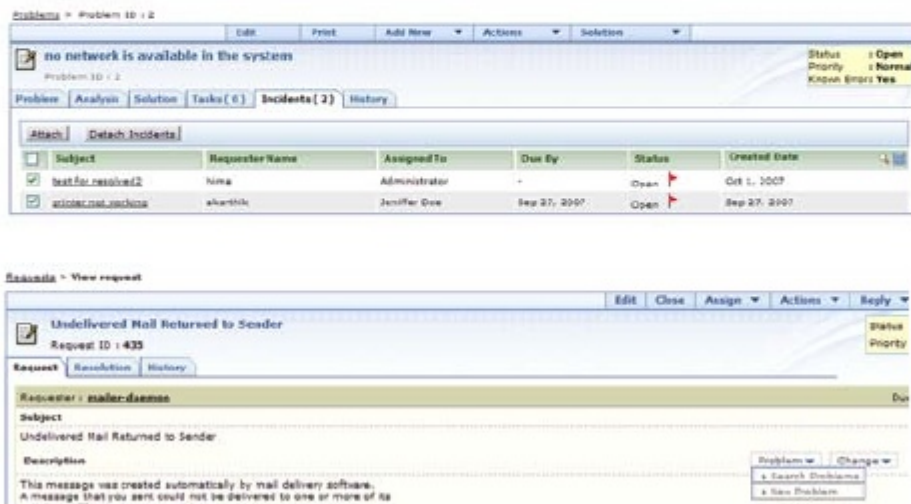 Problems > Problem ID : 2
Edit Print Add New Actions Solution
no network is available in the system
Problem ID : 2
Status : Open
Priority : Normal
Known Errors Yes
Problem Analysis Solution Tasks ( 6 ) Incidents ( 2 ) History
Attach Detach Incidents
Subject Requester Name Assigned To Due By Status Created Date
test for resolved2 hima Administrator - Open Oct 1, 2007
printer not working akarthik Jeniffer Doe Sep 27, 2007 Open Sep 27, 2007
Requests > View request
Edit Close Assign Actions Reply
Undelivered Mail Returned to Sender
Request ID : 435
Status
Priority
Request Resolution History
Requester : mailer-daemon Due
Subject
Undelivered Mail Returned to Sender
Description
Problem Change
Search Problems
New Problem
This message was created automatically by mail delivery software.
A message that you sent could not be delivered to one or more of its